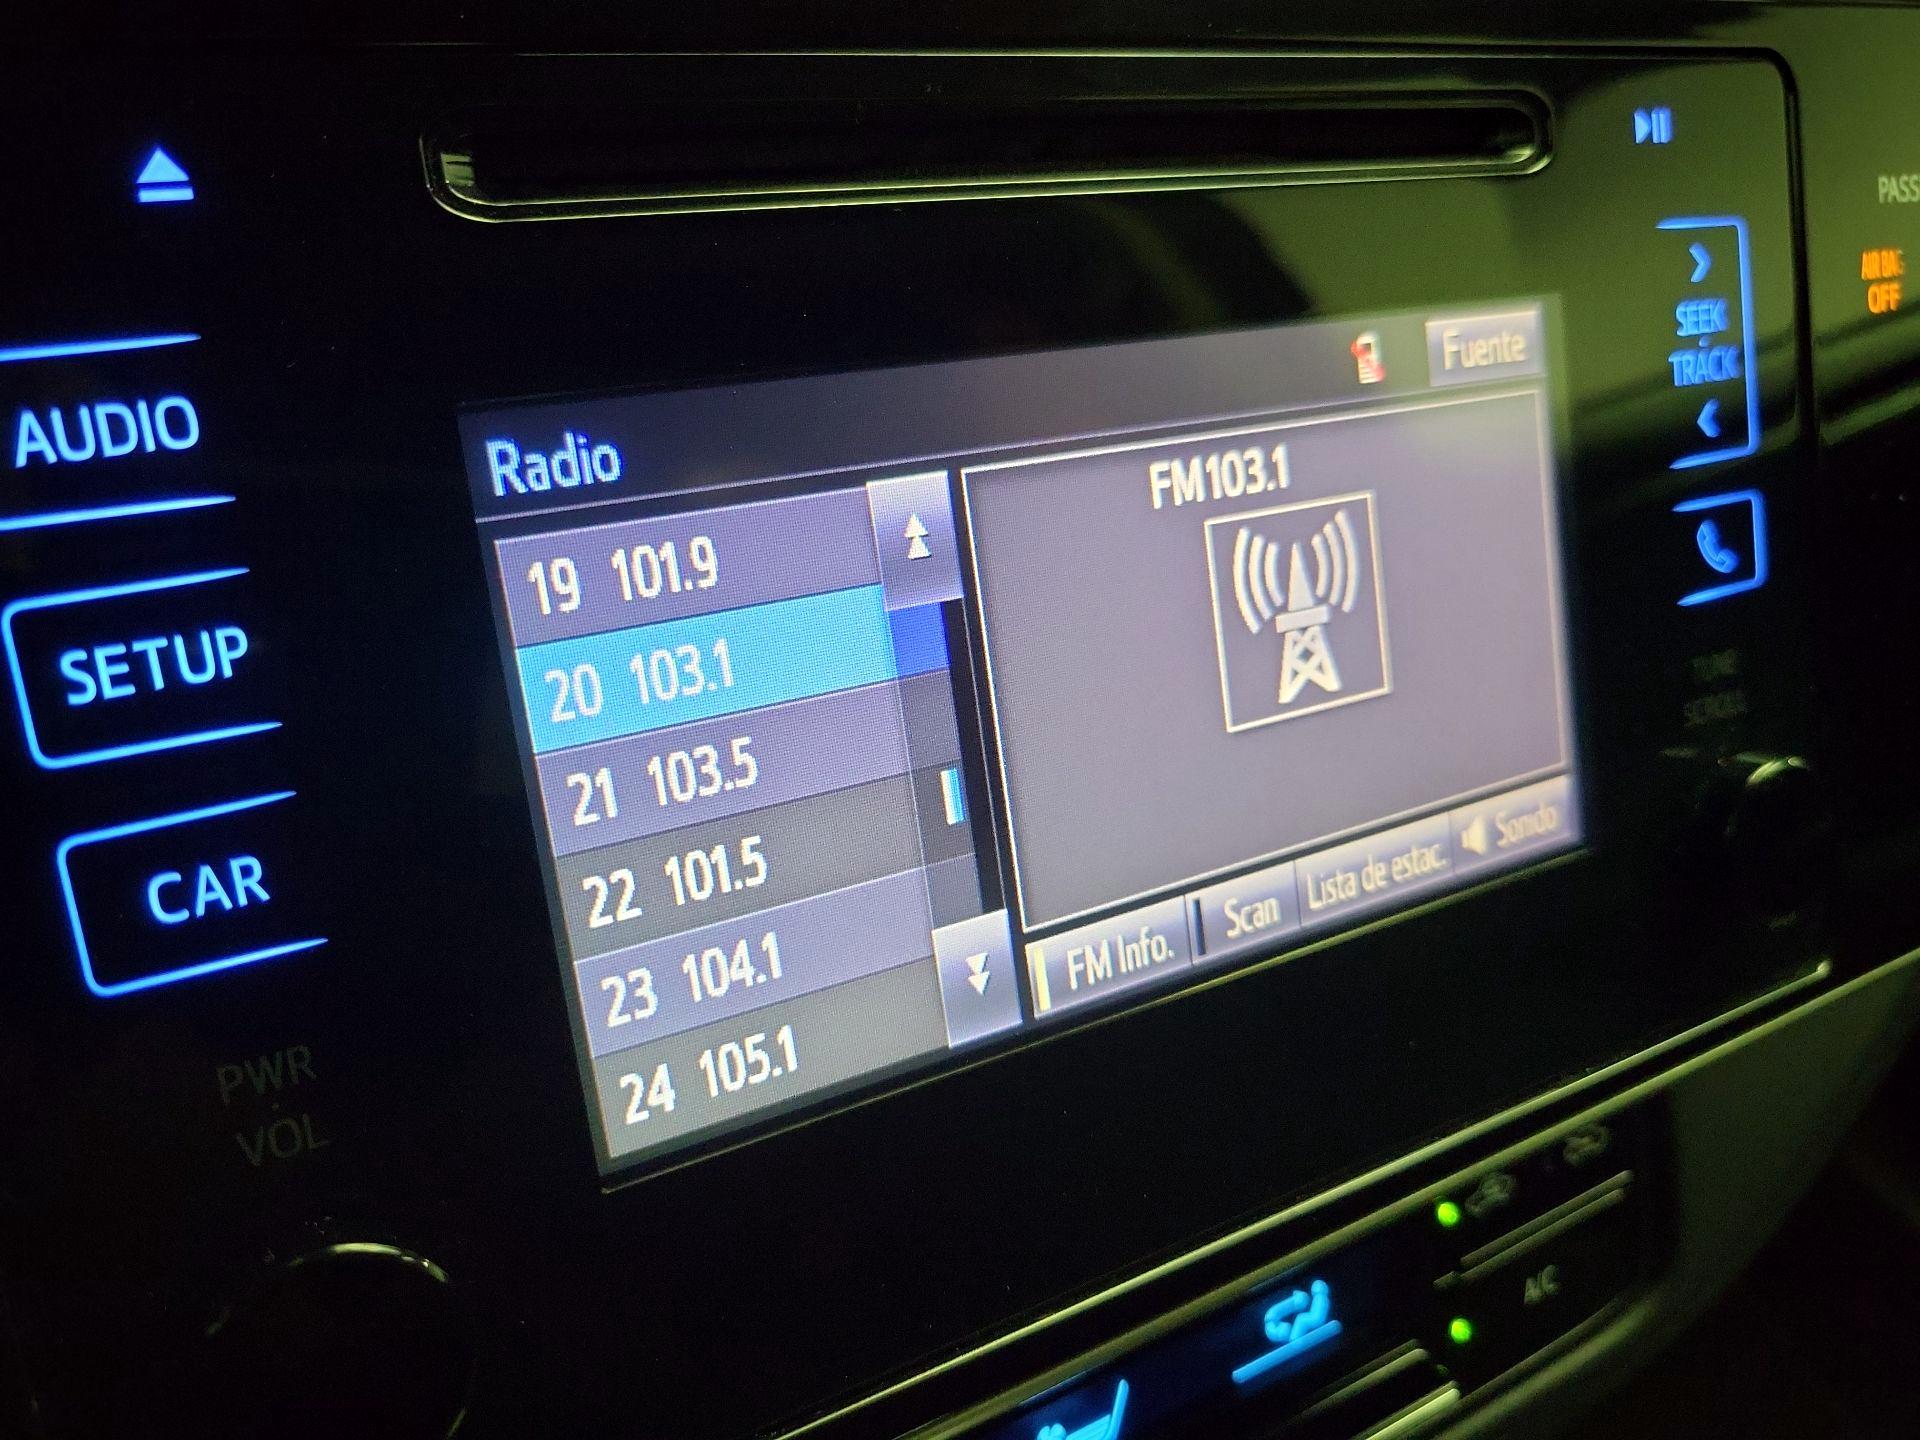 PASS
AIR BAG
OFF
AUDIO
SETUP
CAR
PWR
VOL
Radio
Fuente
19 101.9
20 103.1
21 103.5
22 101.5
23 104.1
24 105.1
FM103.1
FM Info.
Scan
Lista de estac.
Sonido
SEEK
TRACK
TUNE
SCROLL
A/C